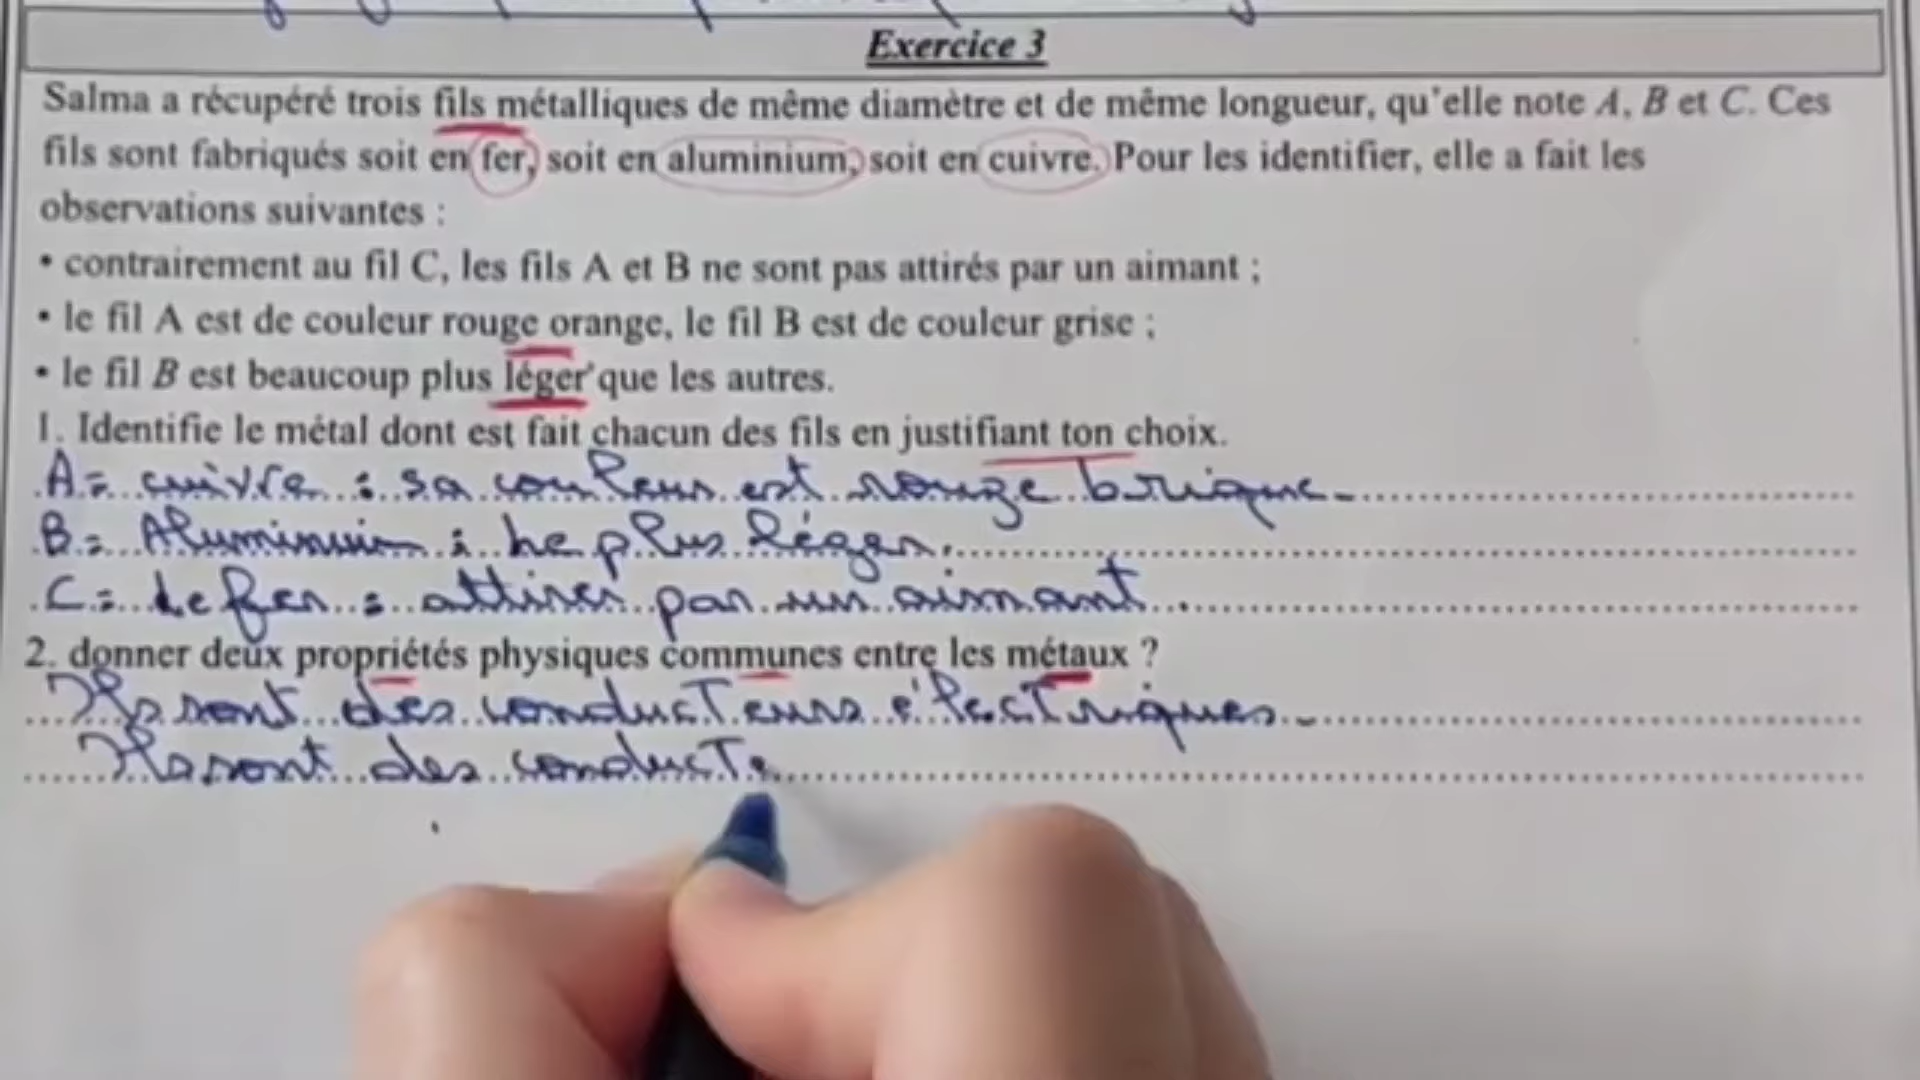 Exercice 3
Salma a récupéré trois fils métalliques de même diamètre et de même longueur, qu'elle note A, B et C. Ces
fils sont fabriqués soit en fer, soit en aluminium, soit en cuivre. Pour les identifier, elle a fait les
observations suivantes :
• contrairement au fil C, les fils A et B ne sont pas attirés par un aimant ;
• le fil A est de couleur rouge orange, le fil B est de couleur grise ;
• le fil B est beaucoup plus léger que les autres.
1. Identifie le métal dont est fait chacun des fils en justifiant ton choix.
A = cuivre : sa couleur est rouge brique.
B = Aluminium : le plus léger.
C = Le fer : attirer par un aimant.
2. donner deux propriétés physiques communes entre les métaux ?
Ils sont des conducteurs électriques.
Ils sont des conducte